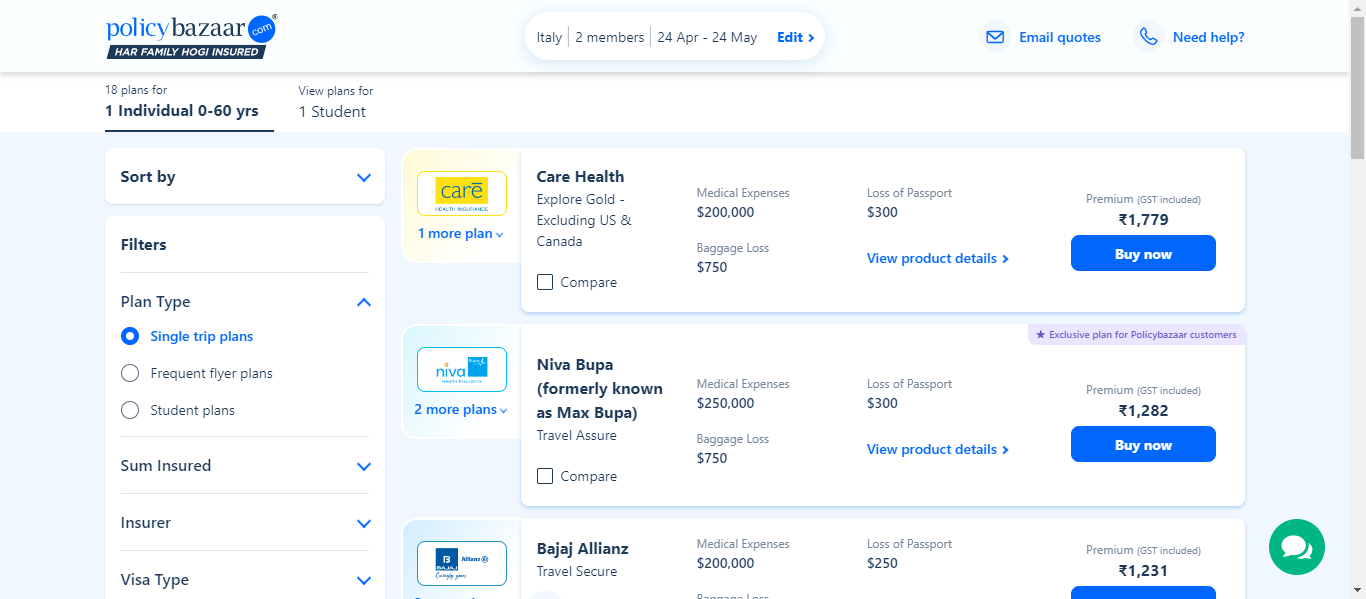 policybazaar.com
HAR FAMILY HOGI INSURED
Italy 2 members 24 Apr - 24 May Edit
Email quotes
Need help?
18 plans for
1 Individual 0-60 yrs
View plans for
1 Student
Sort by
Filters
Plan Type
Single trip plans
Frequent flyer plans
Student plans
Sum Insured
Insurer
Visa Type
care
HEALTH INSURANCE
1 more plan
Care Health
Explore Gold -
Excluding US &
Canada
Compare
Medical Expenses
$200,000
Baggage Loss
$750
Loss of Passport
$300
View product details
Premium (GST included)
₹1,779
Buy now
niva
Health Insurance
2 more plans
★ Exclusive plan for Policybazaar customers
Niva Bupa
(formerly known
as Max Bupa)
Travel Assure
Compare
Medical Expenses
$250,000
Baggage Loss
$750
Loss of Passport
$300
View product details
Premium (GST included)
₹1,282
Buy now
BAJAJ Allianz
Caringly yours
Bajaj Allianz
Travel Secure
Medical Expenses
$200,000
Baggage Loss
Loss of Passport
$250
Premium (GST included)
₹1,231